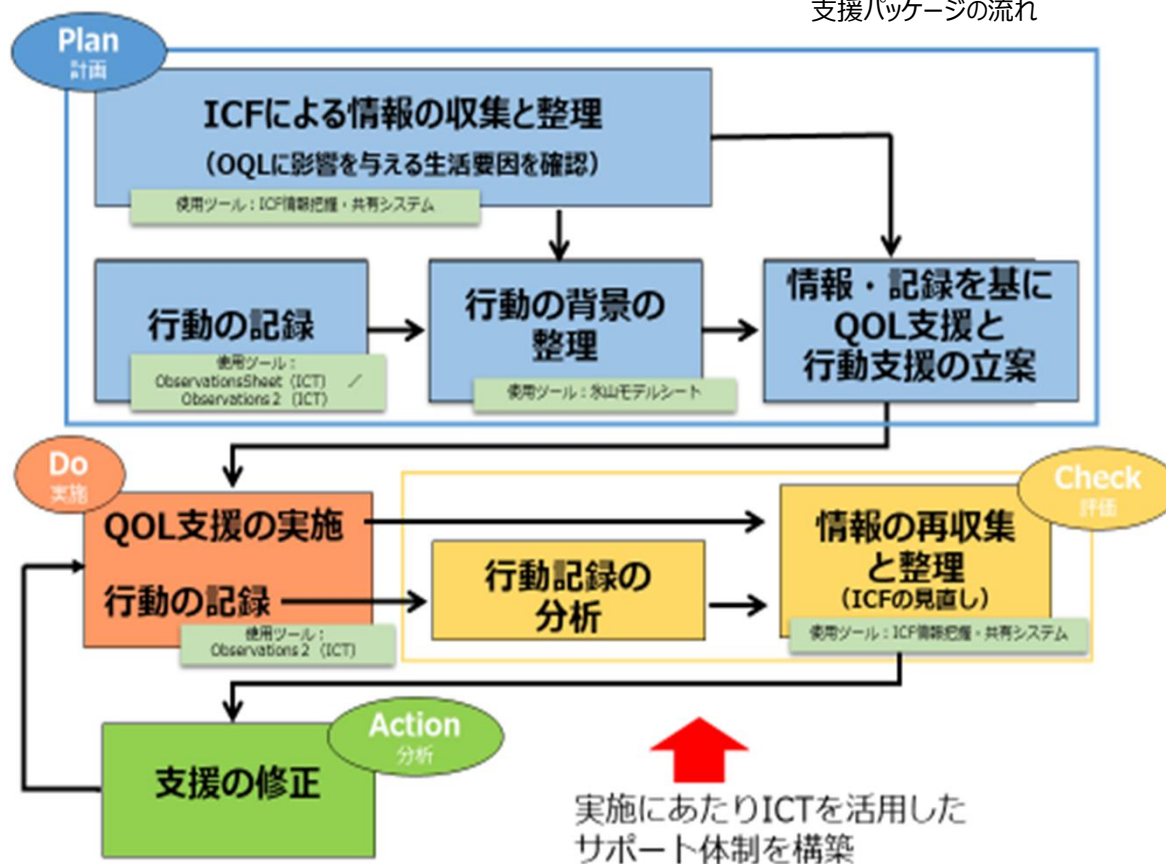 支援パッケージの流れ
Plan
計画
ICFによる情報の収集と整理
（OQLに影響を与える生活要因を確認）
使用ツール：ICF情報把握・共有システム
行動の記録
使用ツール：
ObservationsSheet（ICT） ／
Observations 2（ICT）
行動の背景の
整理
使用ツール：氷山モデルシート
情報・記録を基に
QOL支援と
行動支援の立案
Do
実施
QOL支援の実施
行動の記録
使用ツール：
Observations 2（ICT）
行動記録の
分析
Check
評価
情報の再収集
と整理
（ICFの見直し）
使用ツール：ICF情報把握・共有システム
Action
分析
支援の修正
実施にあたりICTを活用した
サポート体制を構築